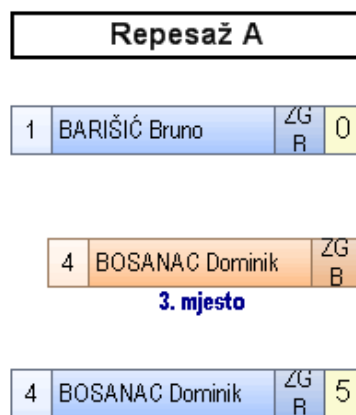 Repesaž A
1 BARIŠIĆ Bruno ZG B 0
4 BOSANAC Dominik ZG B
3. mjesto
4 BOSANAC Dominik ZG B 5